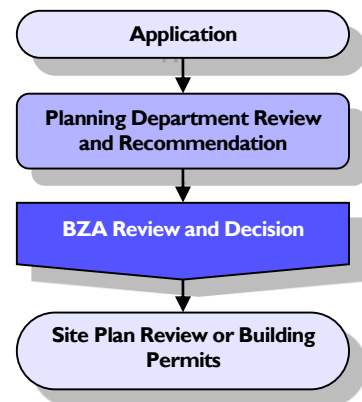 Application
Planning Department Review
and Recommendation
BZA Review and Decision
Site Plan Review or Building
Permits